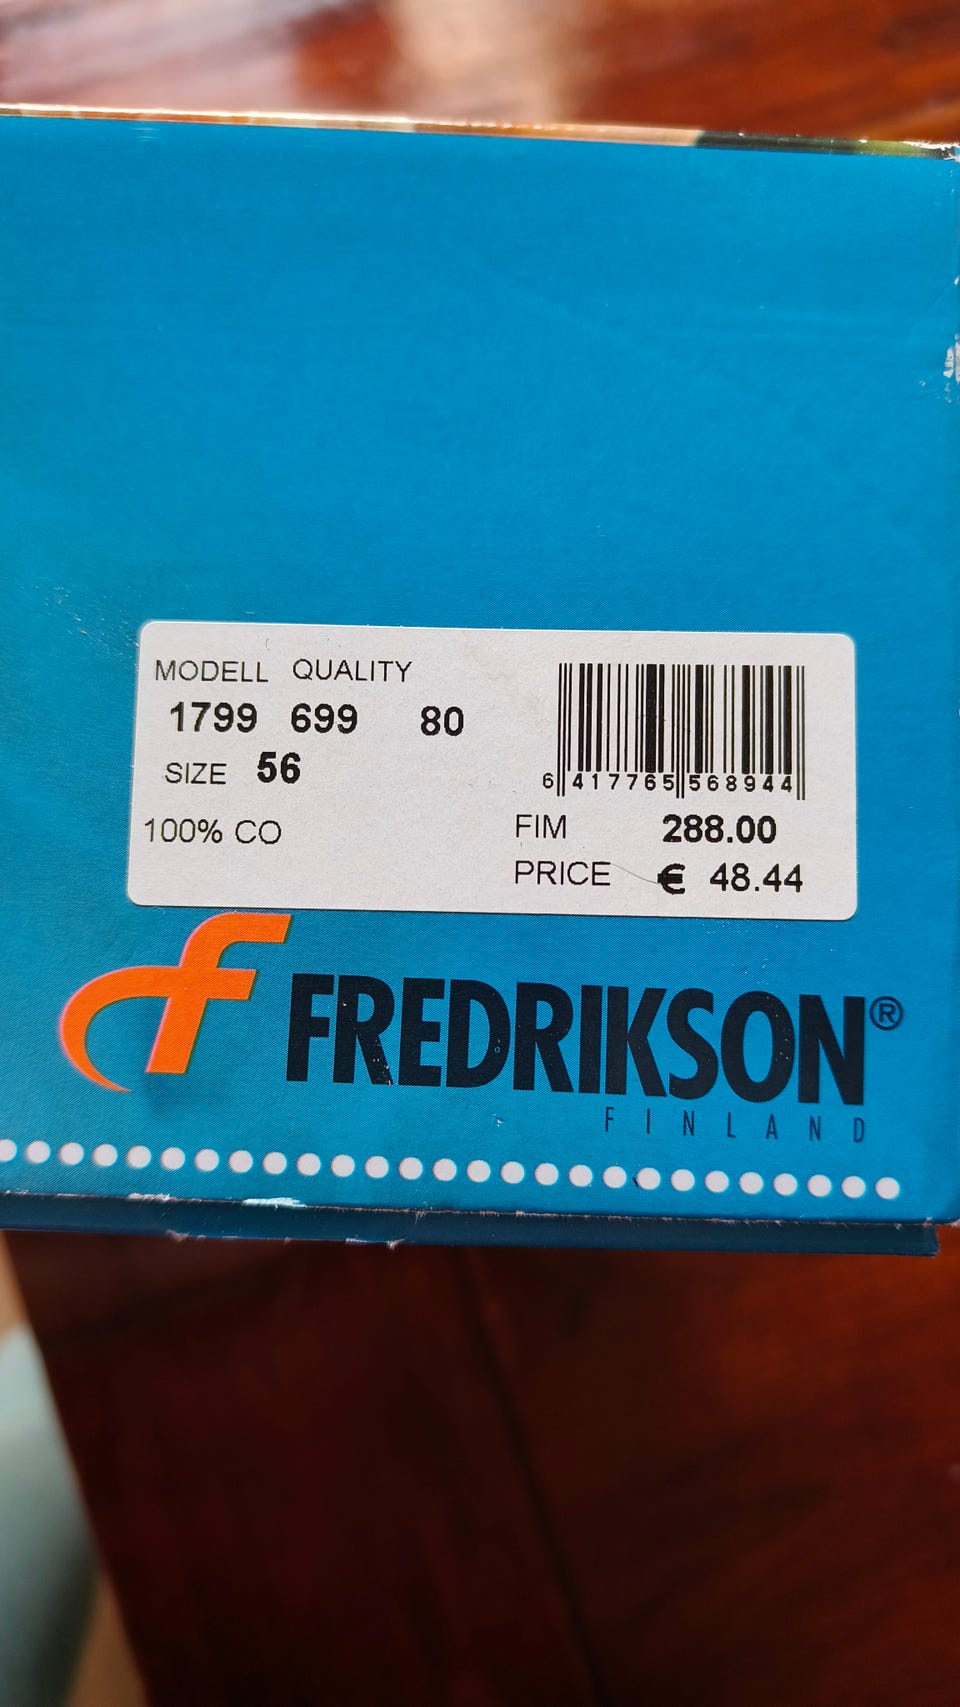 MODELL QUALITY
1799 699 80
SIZE 56
100% CO
6 417765 568944
FIM 288.00
PRICE € 48.44
FREDRIKSON®
FINLAND